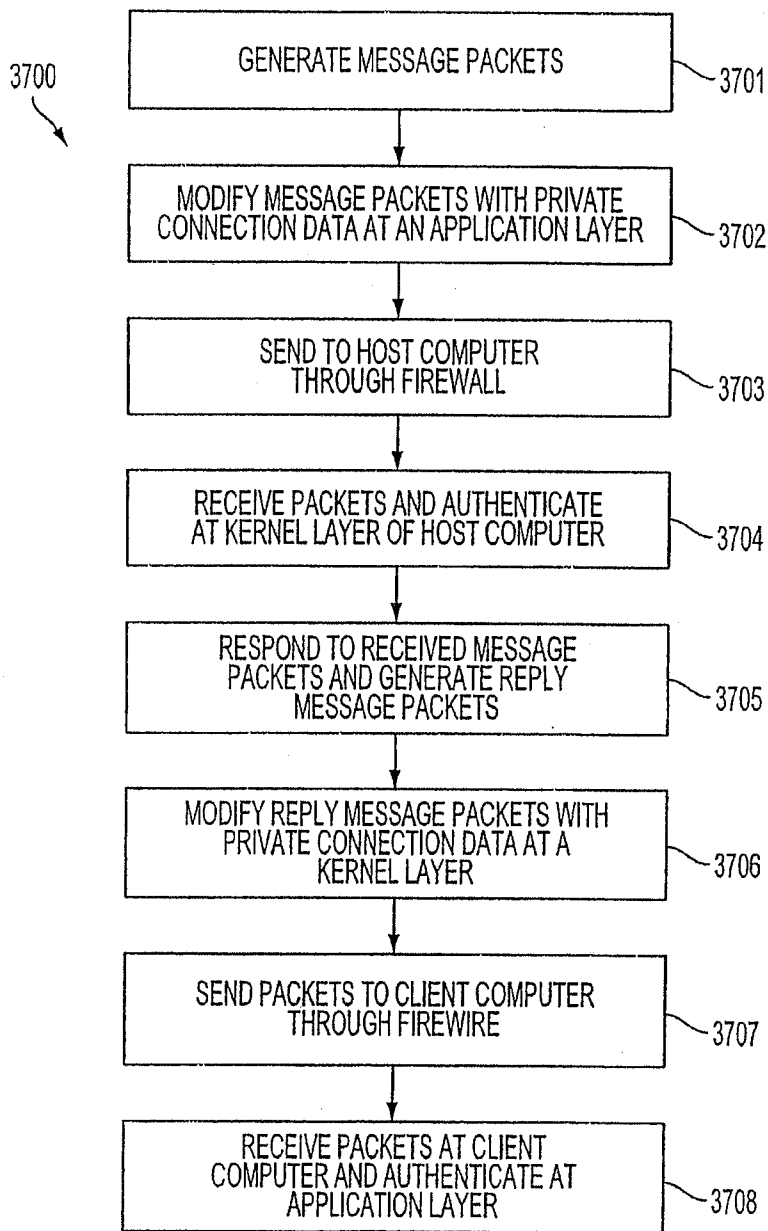 3700
GENERATE MESSAGE PACKETS
3701
MODIFY MESSAGE PACKETS WITH PRIVATE
CONNECTION DATA AT AN APPLICATION LAYER
3702
SEND TO HOST COMPUTER
THROUGH FIREWALL
3703
RECEIVE PACKETS AND AUTHENTICATE
AT KERNEL LAYER OF HOST COMPUTER
3704
RESPOND TO RECEIVED MESSAGE
PACKETS AND GENERATE REPLY
MESSAGE PACKETS
3705
MODIFY REPLY MESSAGE PACKETS WITH
PRIVATE CONNECTION DATA AT A
KERNEL LAYER
3706
SEND PACKETS TO CLIENT COMPUTER
THROUGH FIREWIRE
3707
RECEIVE PACKETS AT CLIENT
COMPUTER AND AUTHENTICATE AT
APPLICATION LAYER
3708